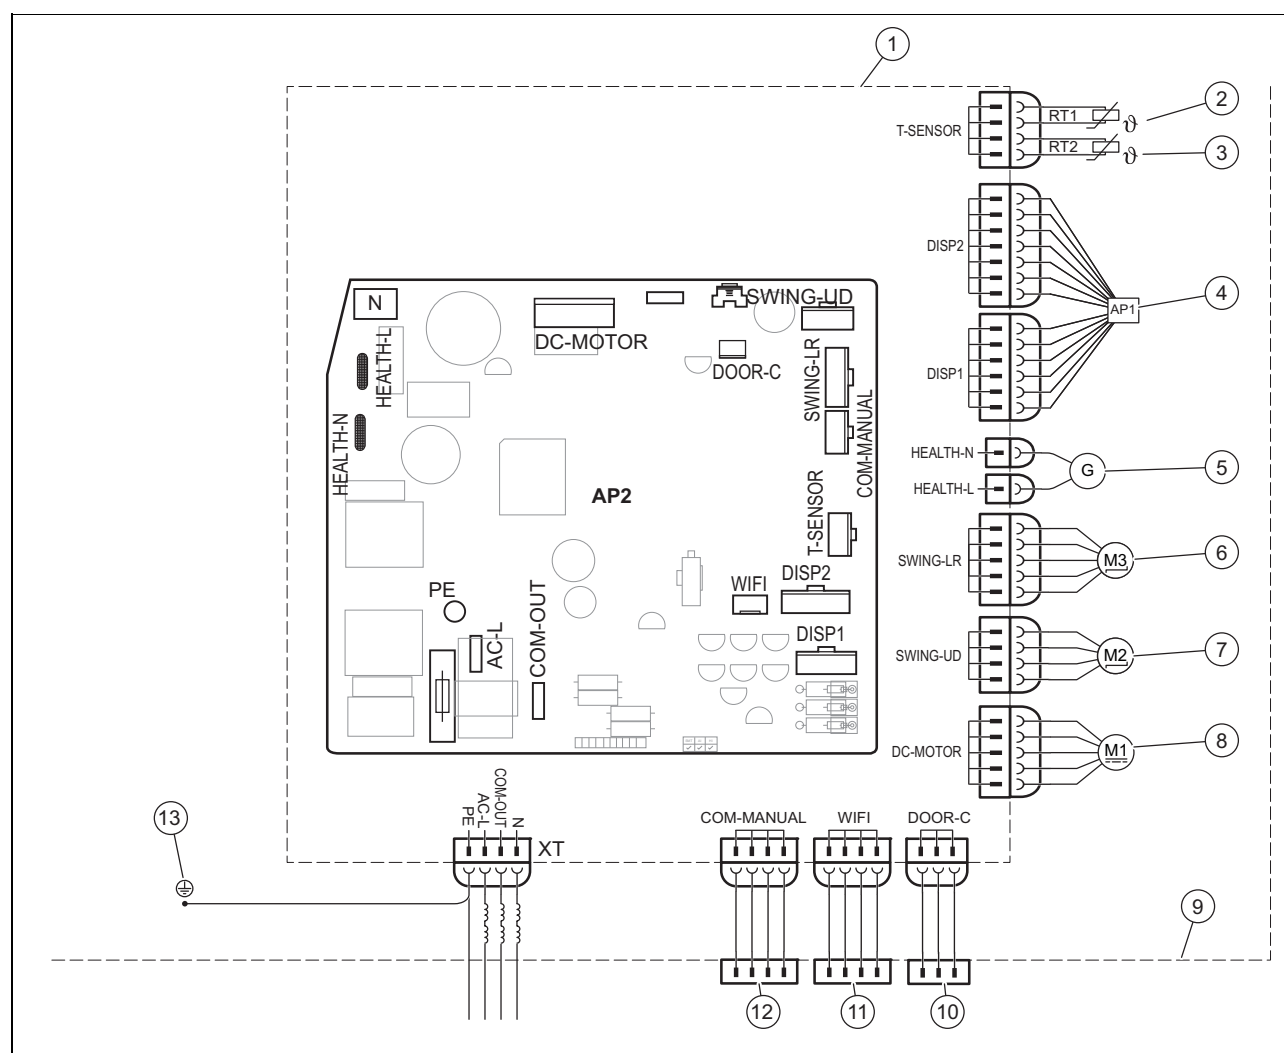 1
2
3
4
5
6
7
8
9
10
11
12
13
T-SENSOR
RT1
ϑ
RT2
ϑ
DISP2
AP1
DISP1
HEALTH-N
G
HEALTH-L
SWING-LR
M3
SWING-UD
M2
DC-MOTOR
M1
N
HEALTH-L
HEALTH-N
DC-MOTOR
SWING-UD
DOOR-C
SWING-LR
COM-MANUAL
AP2
T-SENSOR
WIFI
DISP2
DISP1
PE
AC-L
COM-OUT
PE
AC-L
COM-OUT
N
XT
COM-MANUAL
WIFI
DOOR-C